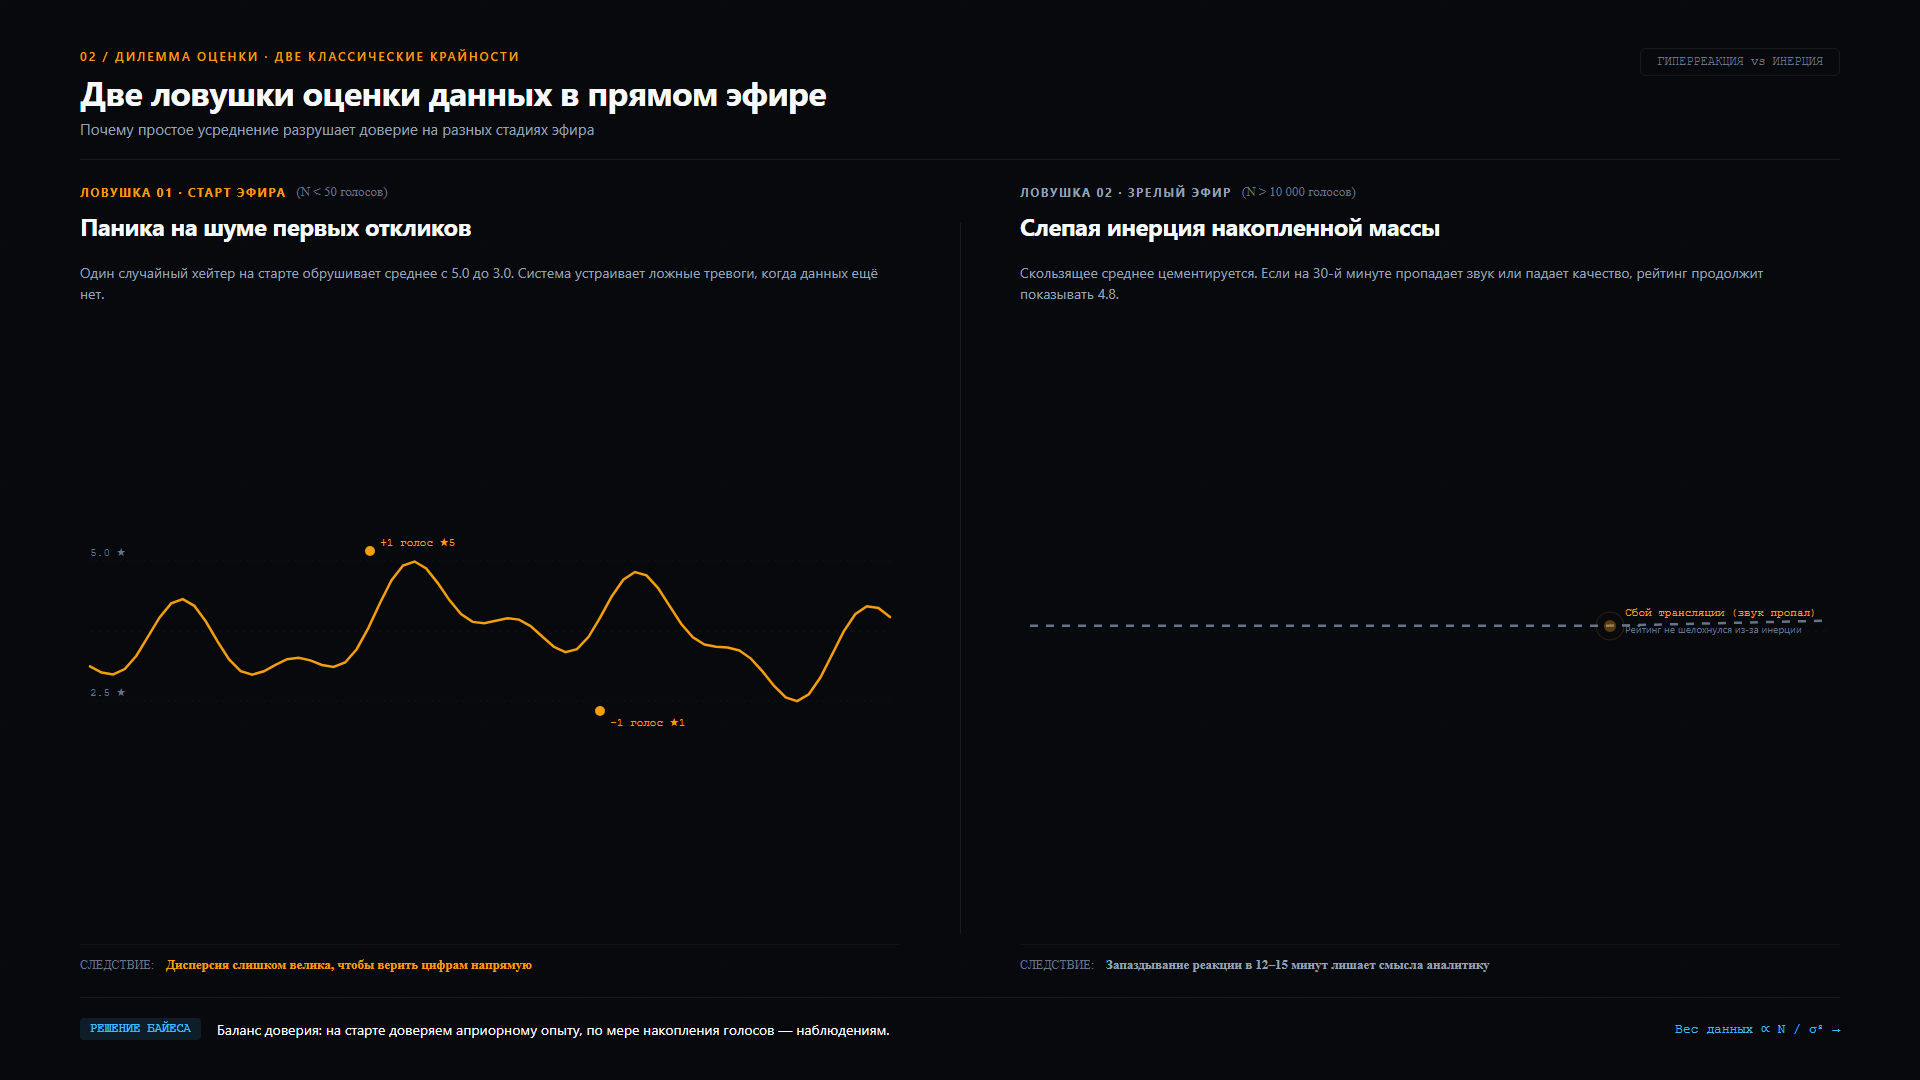 02 / ДИЛЕММА ОЦЕНКИ · ДВЕ КЛАССИЧЕСКИЕ КРАЙНОСТИ
ГИПЕРРЕАКЦИЯ vs ИНЕРЦИЯ
Две ловушки оценки данных в прямом эфире
Почему простое усреднение разрушает доверие на разных стадиях эфира
ЛОВУШКА 01 · СТАРТ ЭФИРА (N < 50 голосов)
Паника на шуме первых откликов
Один случайный хейтер на старте обрушивает среднее с 5.0 до 3.0. Система устраивает ложные тревоги, когда данных ещё
нет.
5.0 ★
+1 голос ★5
2.5 ★
−1 голос ★1
СЛЕДСТВИЕ: Дисперсия слишком велика, чтобы верить цифрам напрямую
ЛОВУШКА 02 · ЗРЕЛЫЙ ЭФИР (N > 10 000 голосов)
Слепая инерция накопленной массы
Скользящее среднее цементируется. Если на 30-й минуте пропадает звук или падает качество, рейтинг продолжит
показывать 4.8.
Сбой трансляции (звук пропал)
Рейтинг не шелохнулся из-за инерции
СЛЕДСТВИЕ: Запаздывание реакции в 12–15 минут лишает смысла аналитику
РЕШЕНИЕ БАЙЕСА Баланс доверия: на старте доверяем априорному опыту, по мере накопления голосов — наблюдениям.
Вес данных ∝ N / σ² →